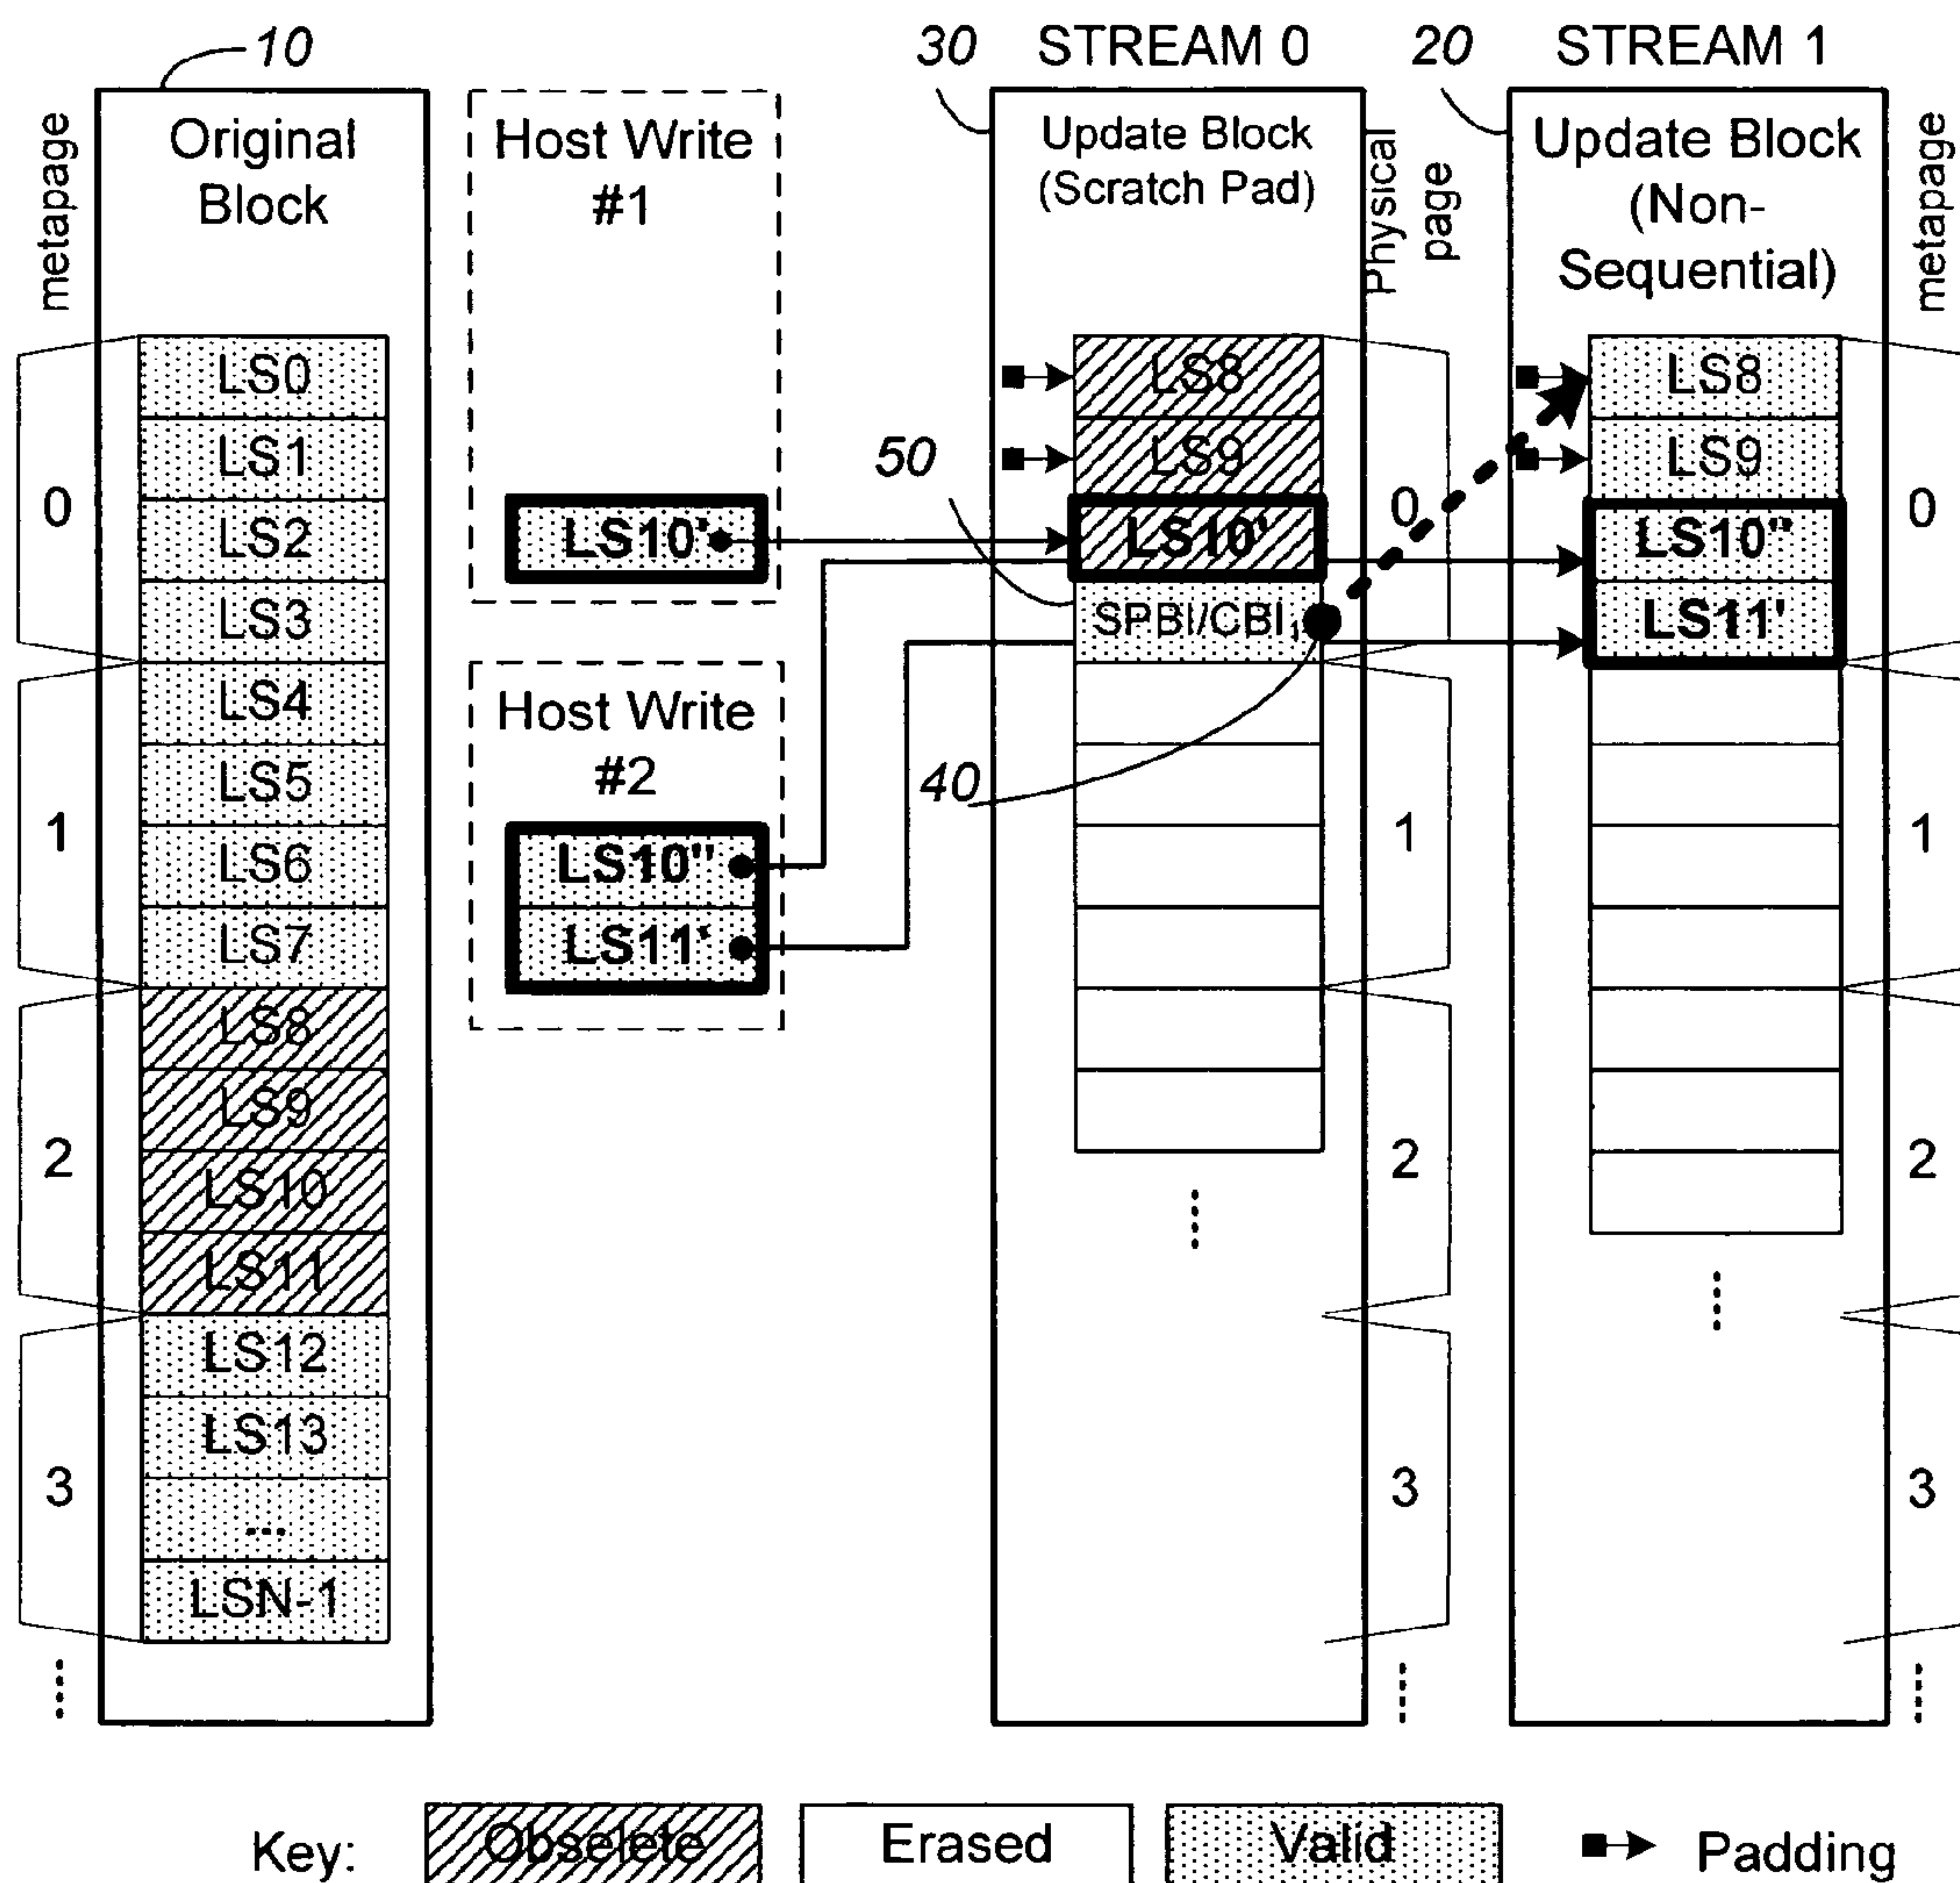 10
30
STREAM 0
20
STREAM 1
metapage
Original
Block
Host Write
#1
Update Block
(Scratch Pad)
Physical
page
Update Block
(Non-
Sequential)
metapage
LS0
LS1
LS2
LS3
LS4
LS5
LS6
LS7
LS8
LS9
LS10
LS11
LS12
LS13
...
LSN-1
0
1
2
3
LS10'
Host Write
#2
LS10"
LS11'
50
40
LS8
LS9
LS10'
SPBI/CBI1
0
1
2
3
LS8
LS9
LS10"
LS11'
0
1
2
3
Key:
Obselete
Erased
Valid
Padding